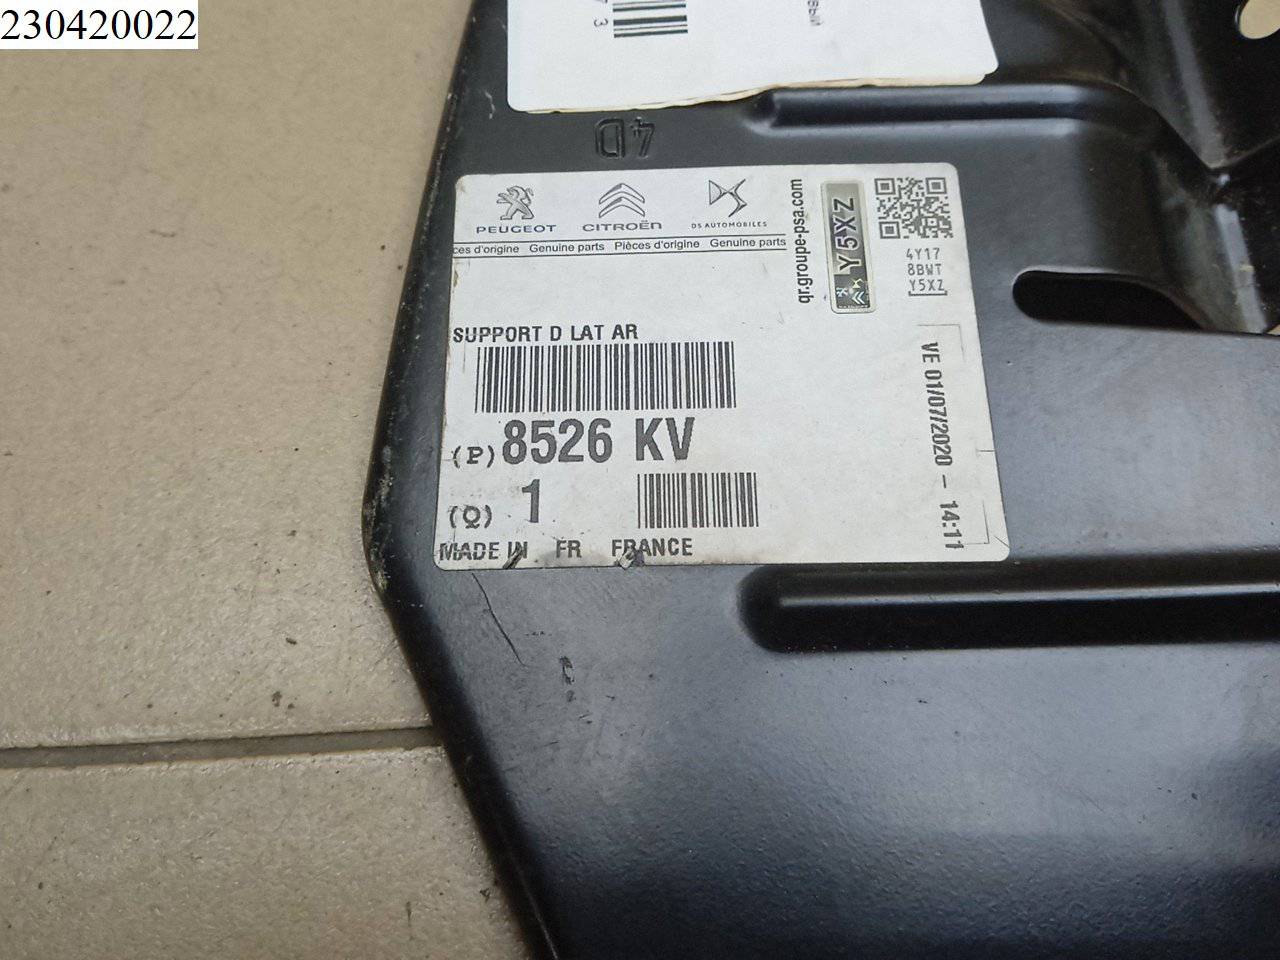 230420022
4D
PEUGEOT CITROËN DS AUTOMOBILES
ces d'origine Genuine parts Pièces d'origine Genuine parts
qr.groupe-psa.com
Y5XZ
4Y17
8BWT
Y5XZ
SUPPORT D LAT AR
(P) 8526 KV
(Q) 1
MADE IN FR FRANCE
VE 01/07/2020 - 14:11